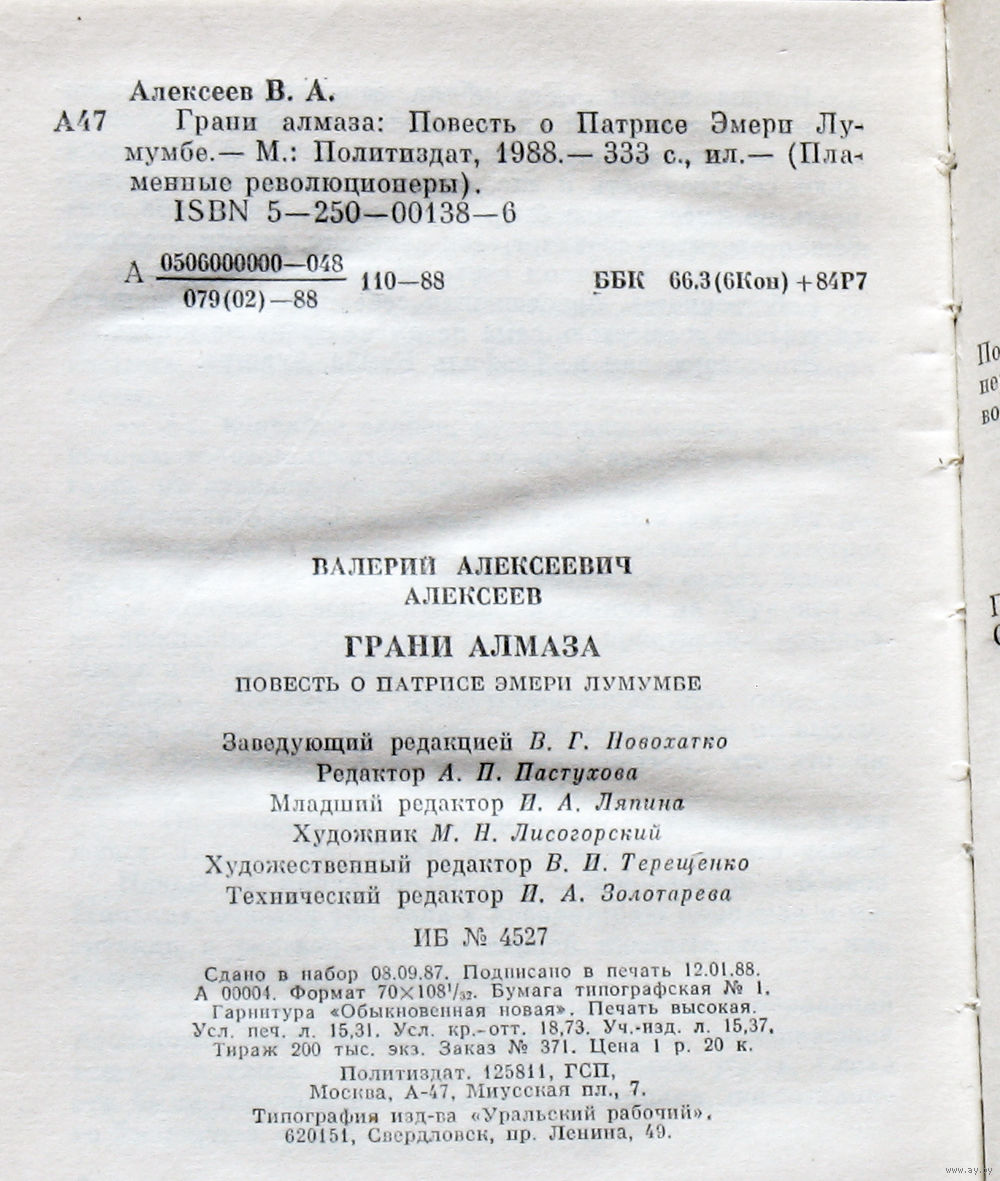 Алексеев В. А.
А47 Грани алмаза: Повесть о Патрисе Эмери Лу-
мумбе.— М.: Политиздат, 1988.— 333 с., ил.— (Пла-
менные революционеры).
ISBN 5—250—00138—6
А 0506000000—048
079(02)—88 110—88 ББК 66.3(6Кон)+84Р7
ВАЛЕРИЙ АЛЕКСЕЕВИЧ
АЛЕКСЕЕВ
ГРАНИ АЛМАЗА
ПОВЕСТЬ О ПАТРИСЕ ЭМЕРИ ЛУМУМБЕ
Заведующий редакцией В. Г. Новохатко
Редактор А. П. Пастухова
Младший редактор И. А. Ляпина
Художник М. Н. Лисогорский
Художественный редактор В. И. Терещенко
Технический редактор И. А. Золотарева
ИБ № 4527
Сдано в набор 08.09.87. Подписано в печать 12.01.88.
А 00004. Формат 70×108¹/₃₂. Бумага типографская № 1.
Гарнитура «Обыкновенная новая». Печать высокая.
Усл. печ. л. 15,31. Усл. кр.-отт. 18,73. Уч.-изд. л. 15,37.
Тираж 200 тыс. экз. Заказ № 371. Цена 1 р. 20 к.
Политиздат. 125811, ГСП,
Москва, А-47, Миусская пл., 7.
Типография изд-ва «Уральский рабочий».
620151, Свердловск, пр. Ленина, 49.
www.ay.by